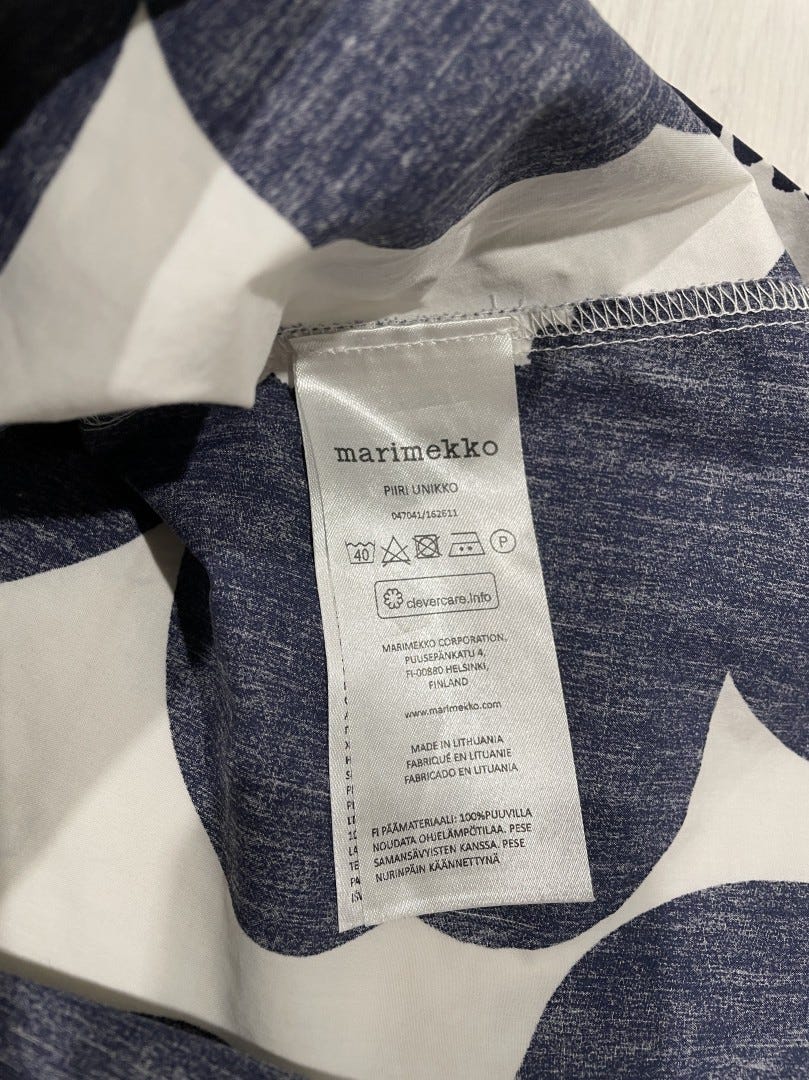 marimekko
PIIRI UNIKKO
047041/162611
40 P
clevercare.info
MARIMEKKO CORPORATION,
PUUSEPÄNKATU 4,
FI-00880 HELSINKI,
FINLAND
www.marimekko.com
MADE IN LITHUANIA
FABRIQUÉ EN LITUANIE
FABRICADO EN LITUANIA
FI PÄÄMATERIAALI: 100%PUUVILLA
NOUDATA OHJELÄMPÖTILAA. PESE
SAMANSÄVYISTEN KANSSA. PESE
NURINPÄIN KÄÄNNETTYNÄ